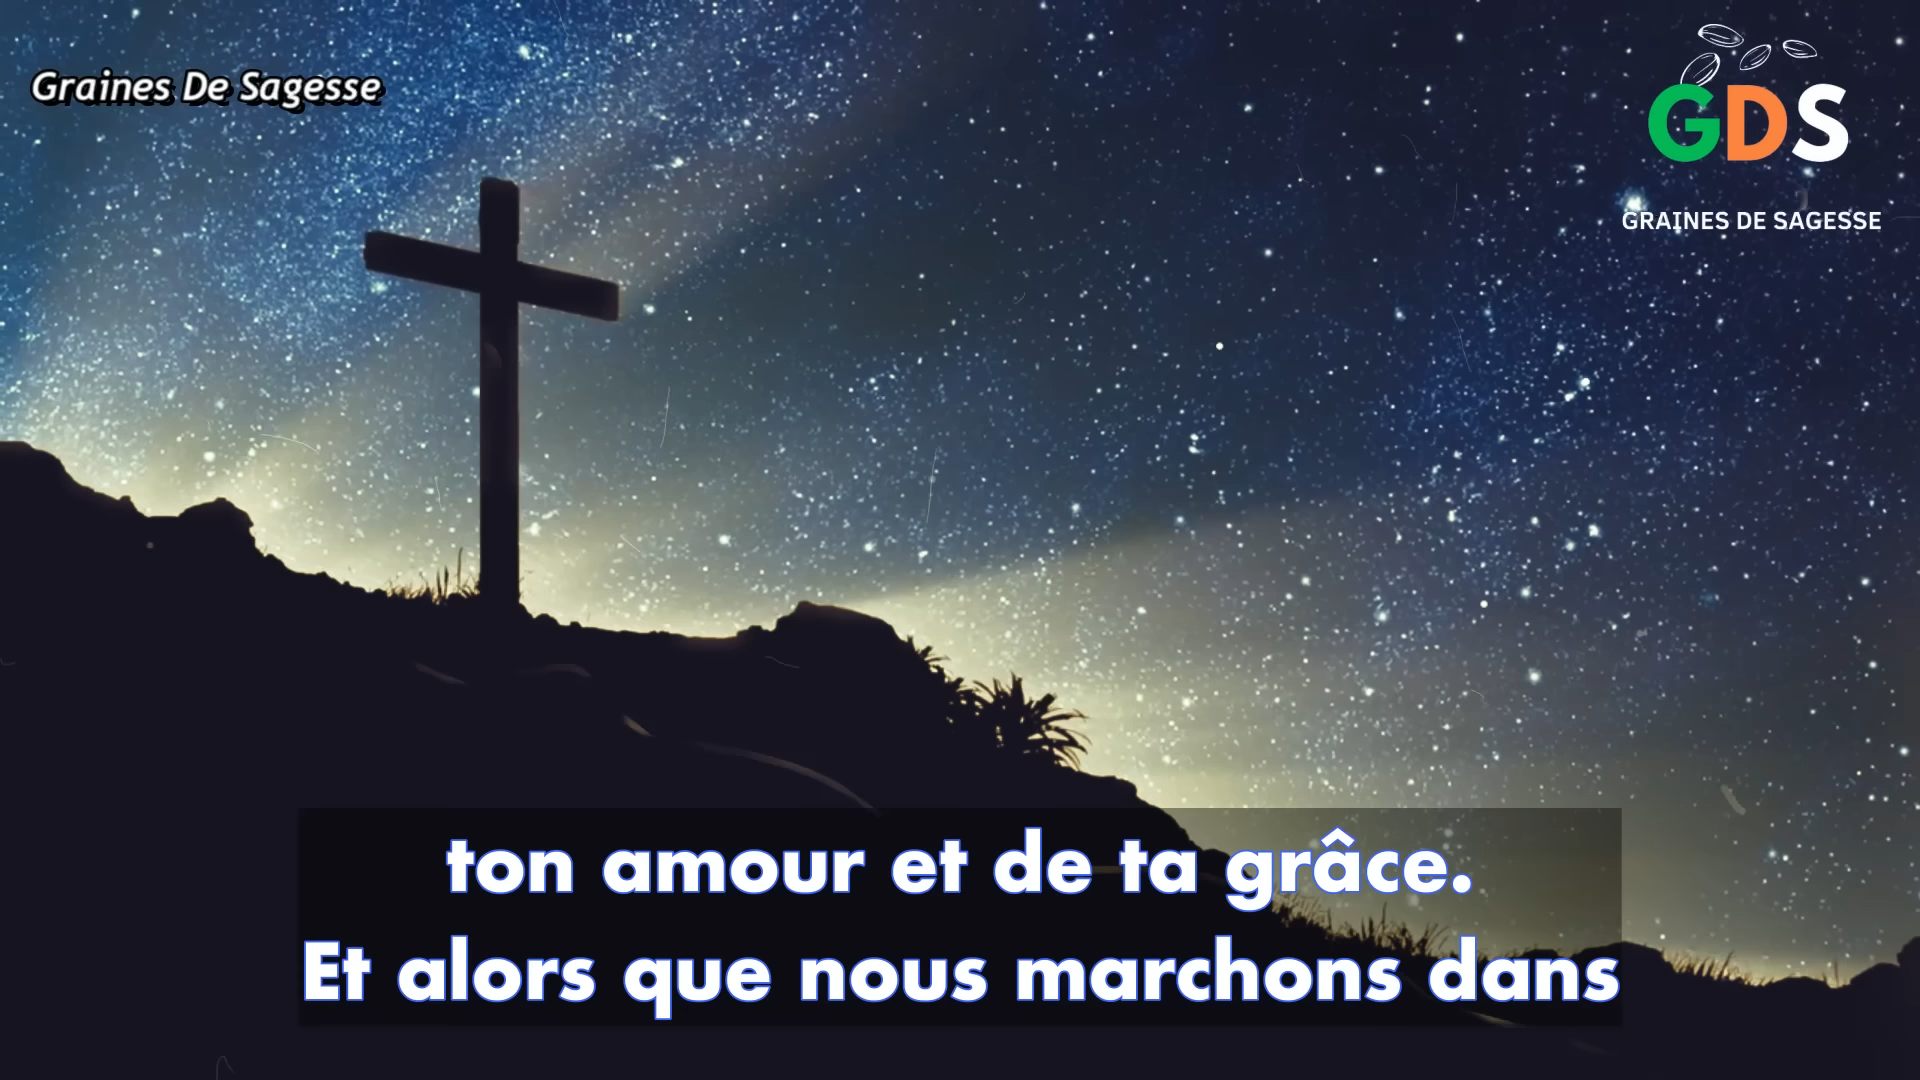 Graines De Sagesse
GDS
GRAINES DE SAGESSE
ton amour et de ta grâce.
Et alors que nous marchons dans